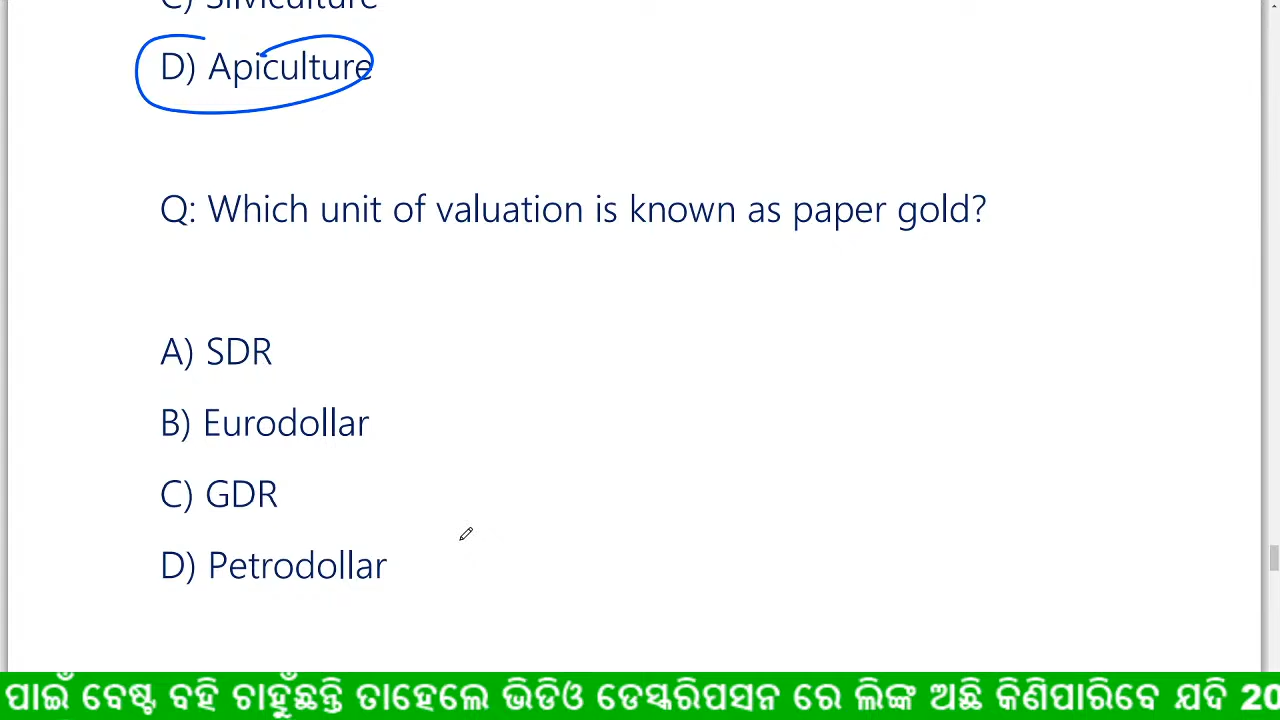 C) Silviculture
D) Apiculture
Q: Which unit of valuation is known as paper gold?
A) SDR
B) Eurodollar
C) GDR
D) Petrodollar
ପାଇଁ ବେଷ୍ଟ ବହି ଚାହୁଁଛନ୍ତି ତାହେଲେ ଭିଡିଓ ଡେସ୍କରିପସନ ରେ ଲିଙ୍କ ଅଛି କିଣିପାରିବେ ଯଦି 20